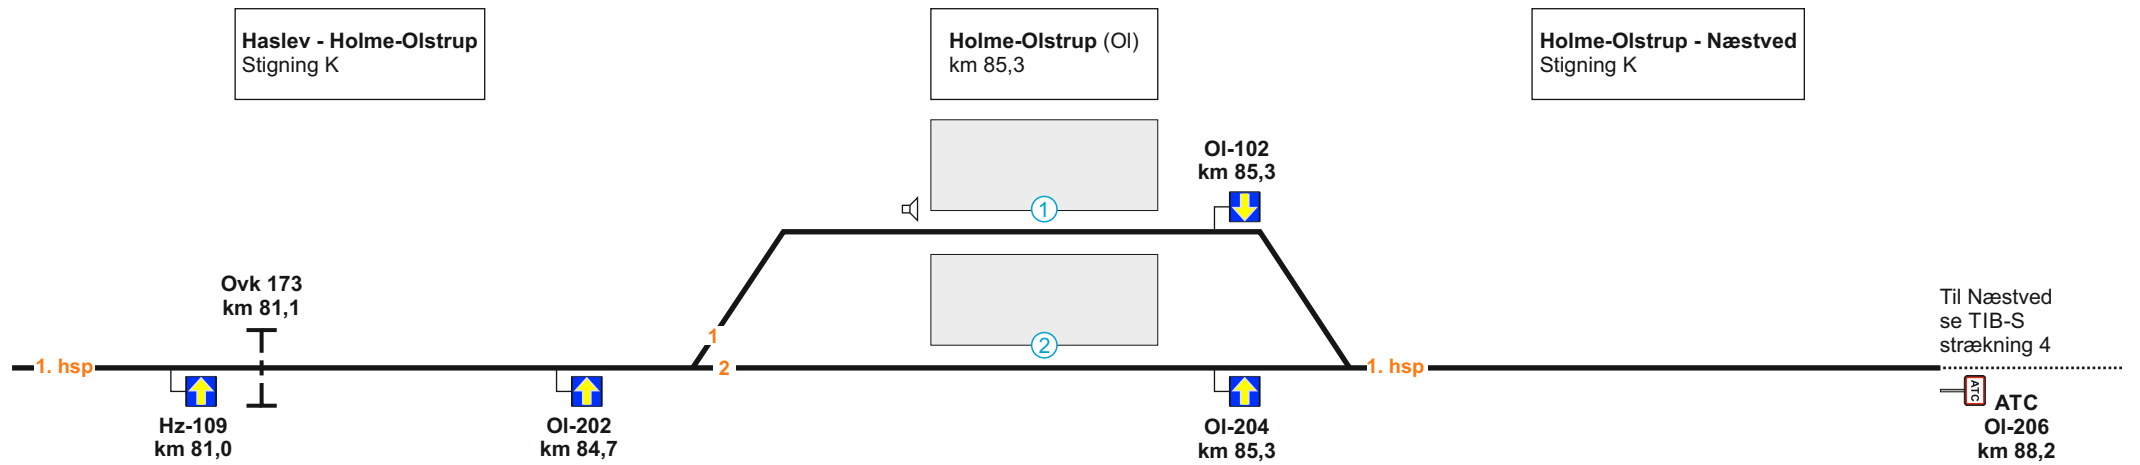 Haslev - Holme-Olstrup
Stigning K
Holme-Olstrup (Ol)
km 85,3
Holme-Olstrup - Næstved
Stigning K
Ol-102
km 85,3
1
Ovk 173
km 81,1
Til Næstved
se TIB-S
strækning 4
1
2
1. hsp
2
1. hsp
ATC
Hz-109
km 81,0
Ol-202
km 84,7
Ol-204
km 85,3
ATC
Ol-206
km 88,2